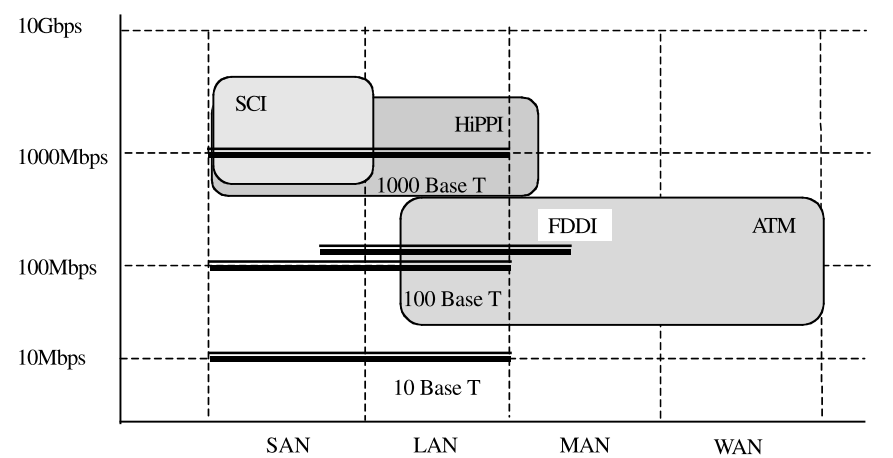 10Gbps
SCI
HiPPI
1000Mbps
1000 Base T
FDDI
ATM
100Mbps
100 Base T
10Mbps
10 Base T
SAN LAN MAN WAN